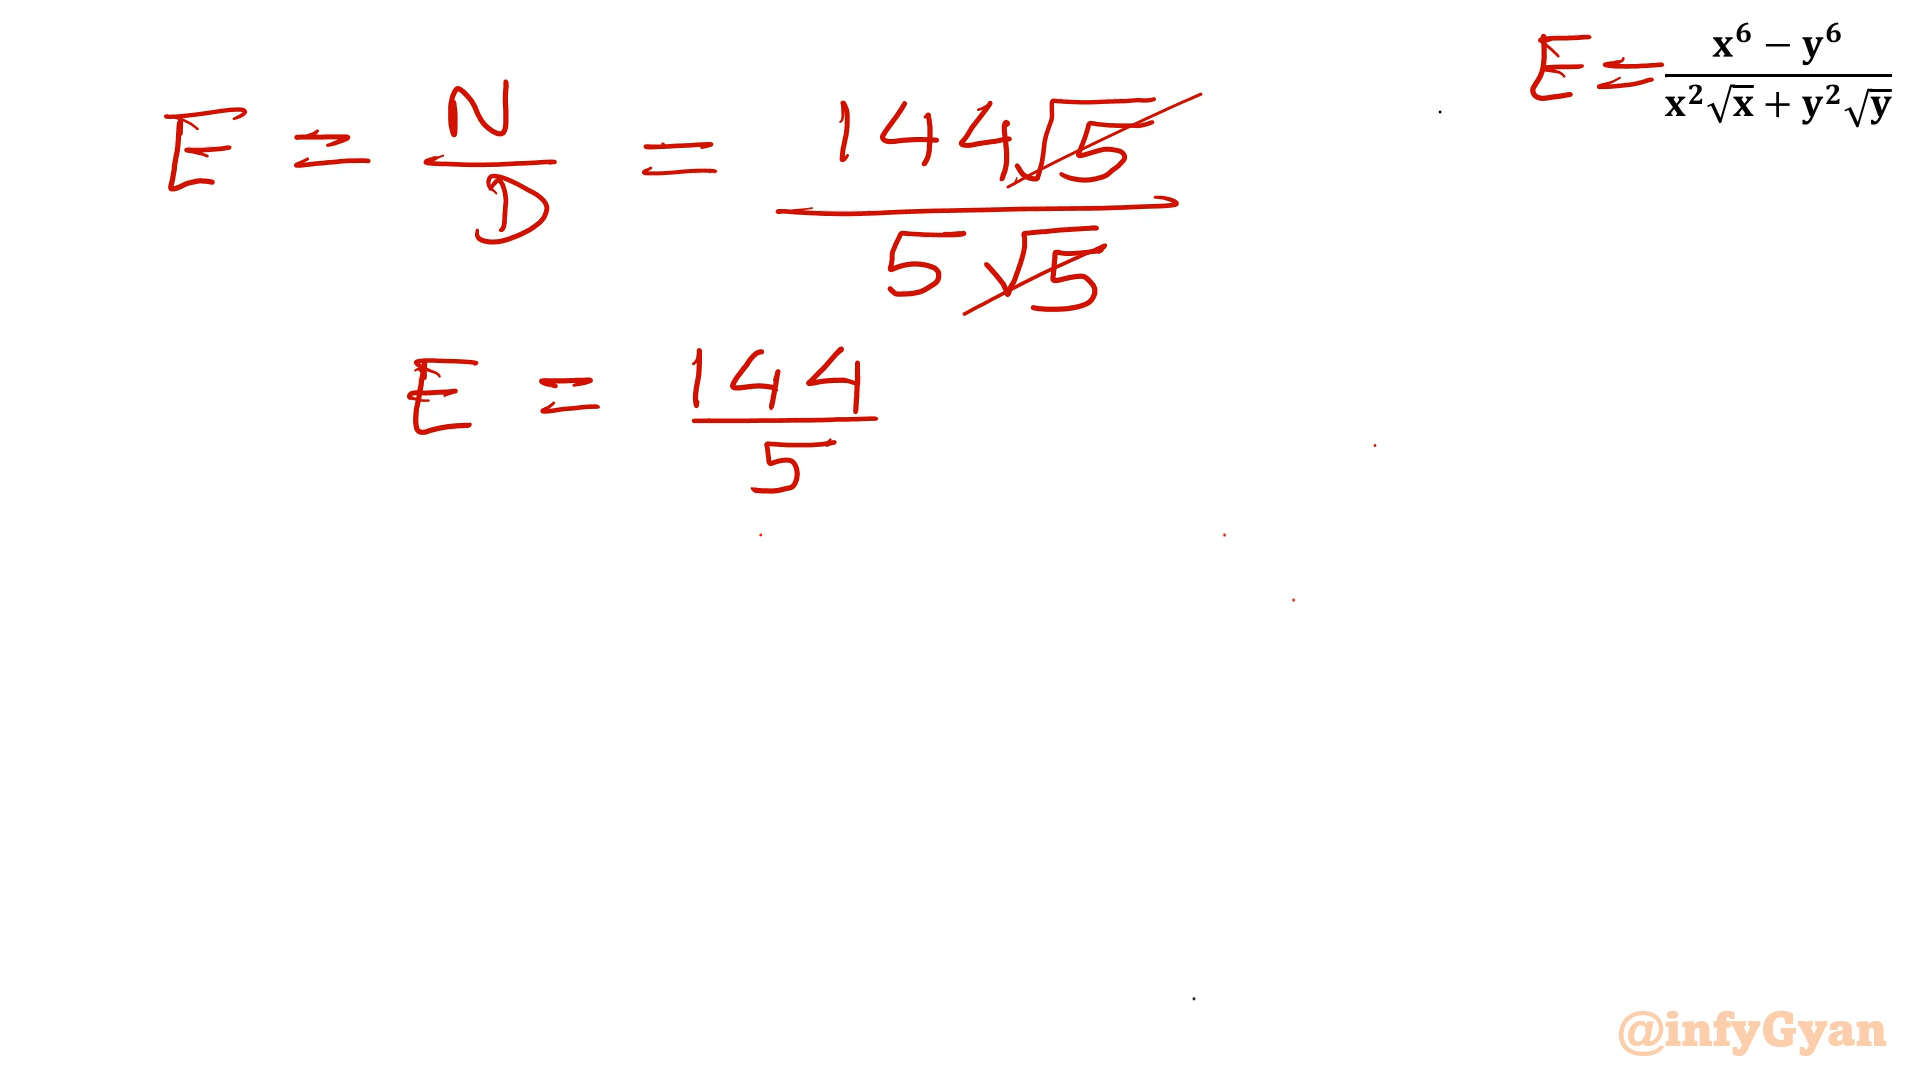 E = N/D = 144√5 / 5√5
E = 144/5
E = (x⁶ − y⁶)/(x²√x + y²√y)
@infyGyan